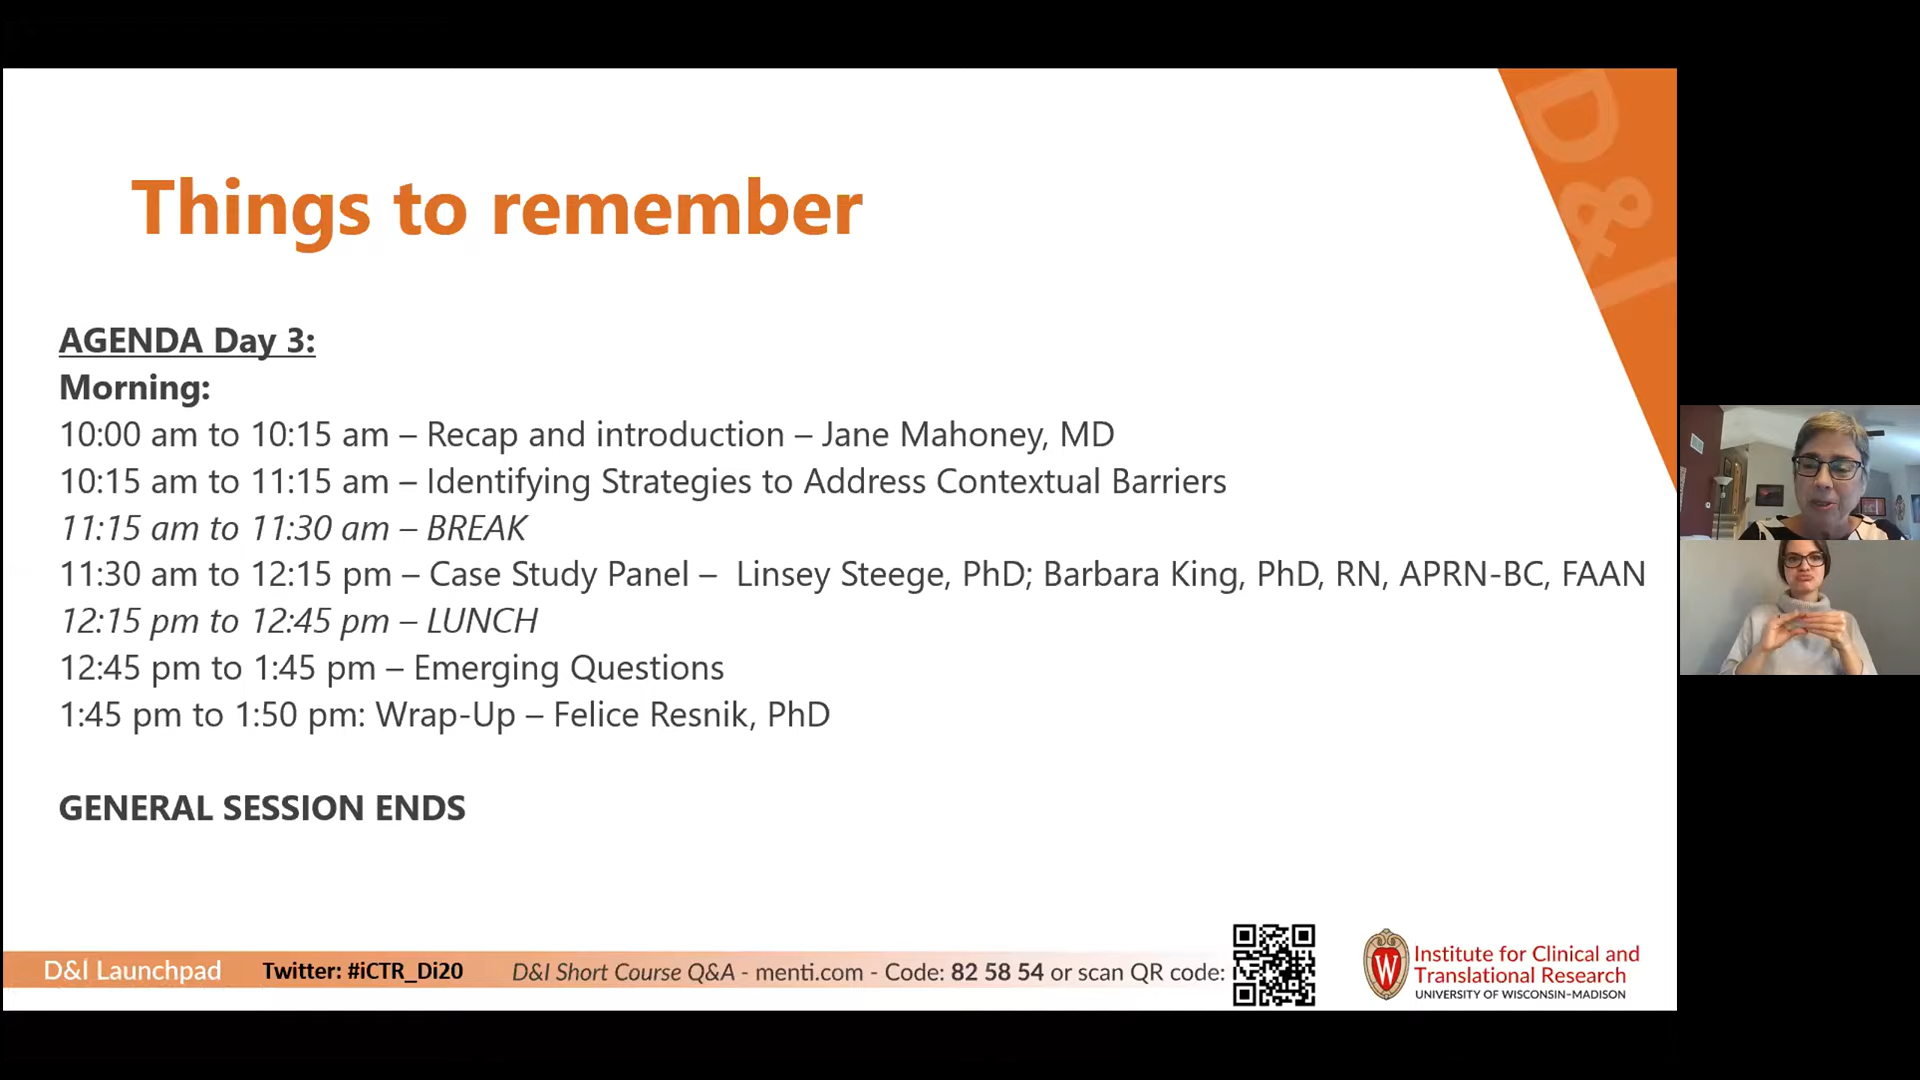 D&I
Things to remember
AGENDA Day 3:
Morning:
10:00 am to 10:15 am – Recap and introduction – Jane Mahoney, MD
10:15 am to 11:15 am – Identifying Strategies to Address Contextual Barriers
11:15 am to 11:30 am – BREAK
11:30 am to 12:15 pm – Case Study Panel – Linsey Steege, PhD; Barbara King, PhD, RN, APRN-BC, FAAN
12:15 pm to 12:45 pm – LUNCH
12:45 pm to 1:45 pm – Emerging Questions
1:45 pm to 1:50 pm: Wrap-Up – Felice Resnik, PhD
GENERAL SESSION ENDS
D&I Launchpad Twitter: #iCTR_Di20 D&I Short Course Q&A - menti.com - Code: 82 58 54 or scan QR code:
W
Institute for Clinical and
Translational Research
UNIVERSITY OF WISCONSIN–MADISON